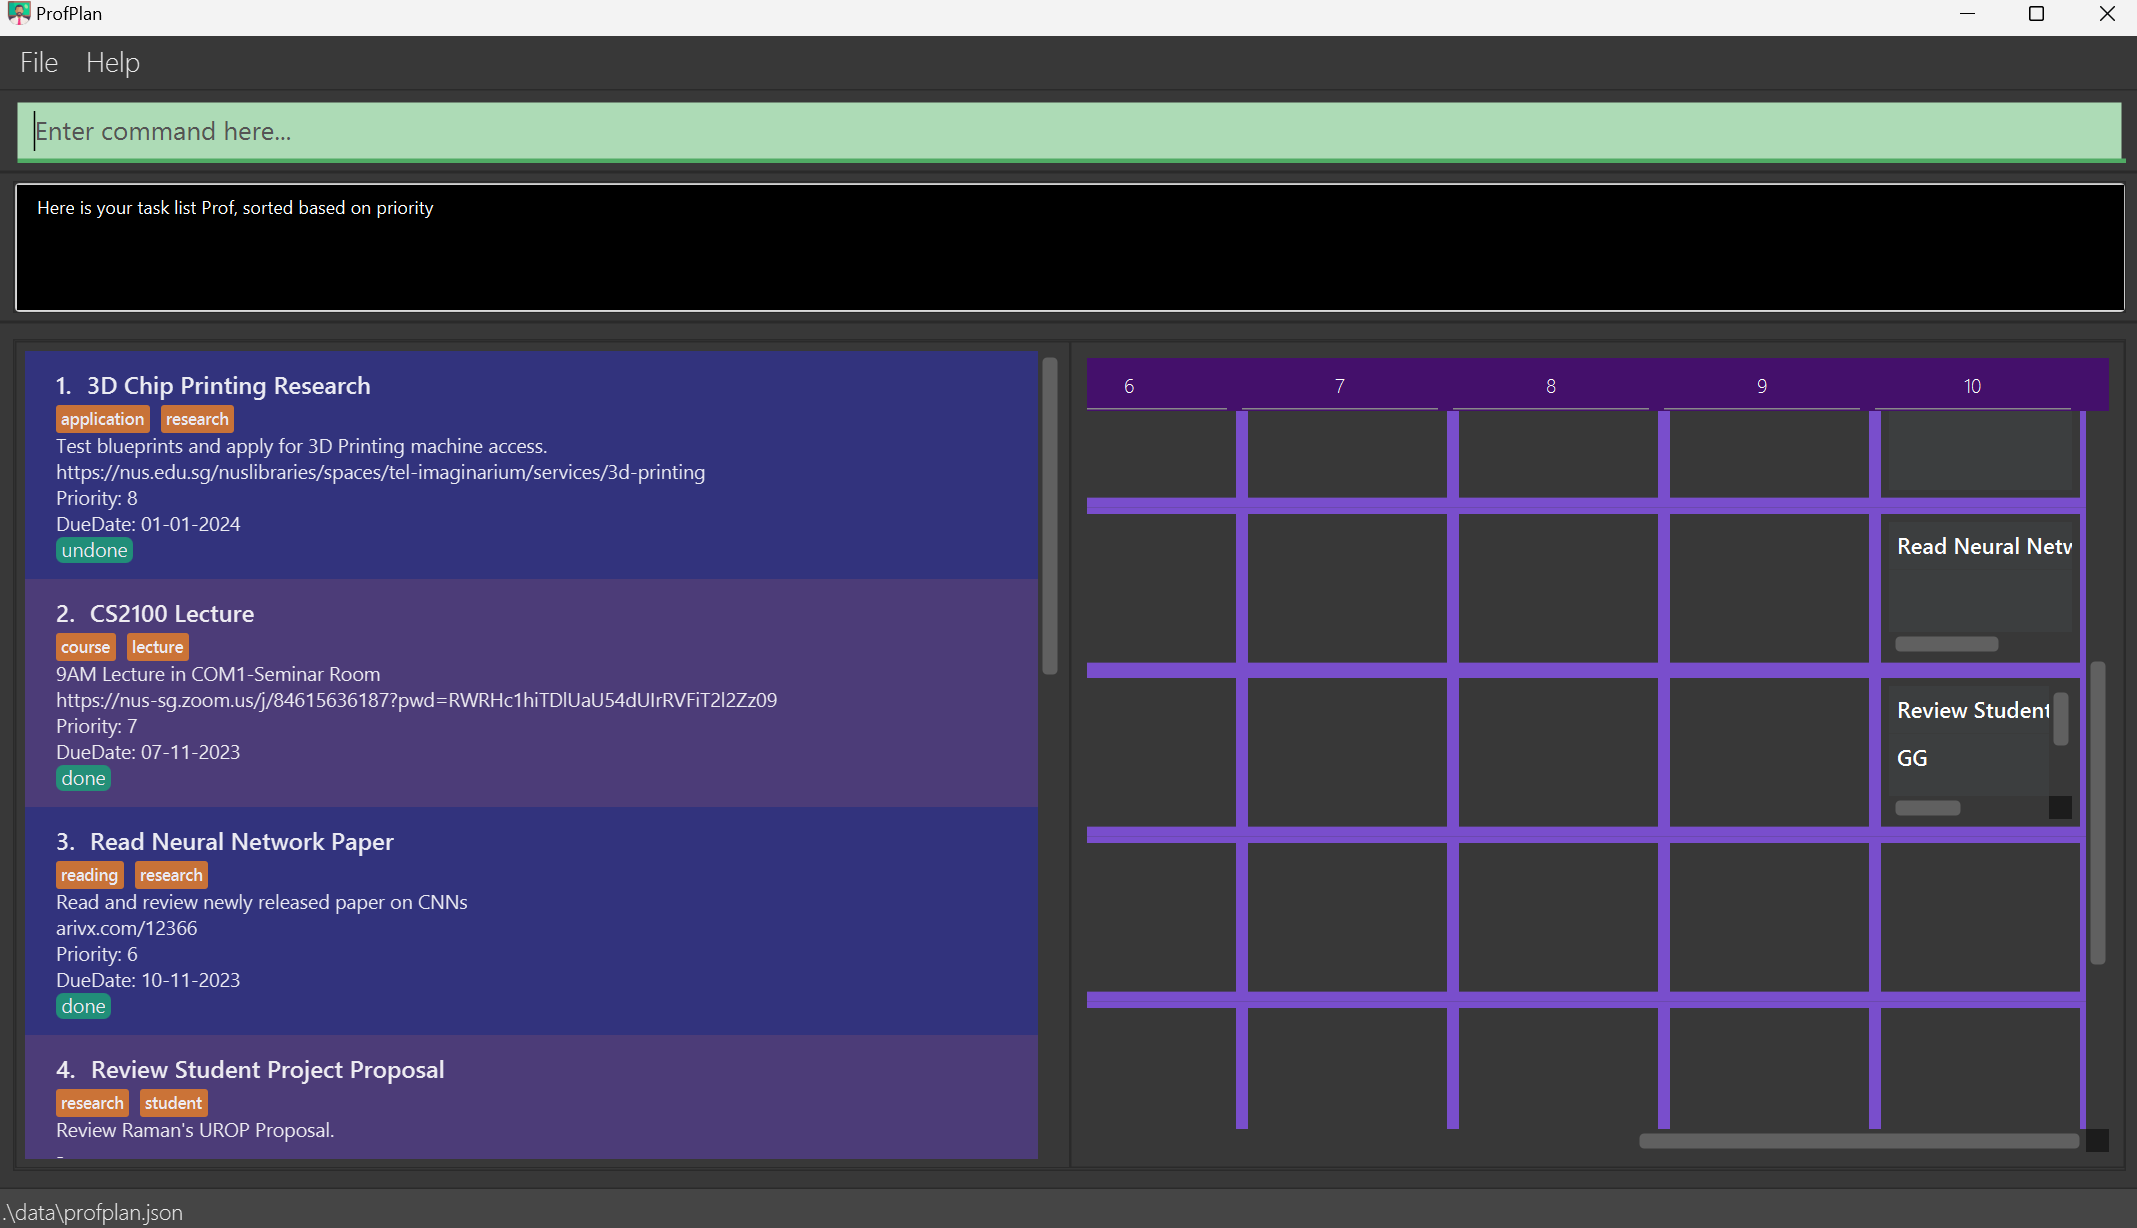 ProfPlan
File Help
Enter command here...
Here is your task list Prof, sorted based on priority
1. 3D Chip Printing Research
application research
Test blueprints and apply for 3D Printing machine access.
https://nus.edu.sg/nuslibraries/spaces/tel-imaginarium/services/3d-printing
Priority: 8
DueDate: 01-01-2024
undone
2. CS2100 Lecture
course lecture
9AM Lecture in COM1-Seminar Room
https://nus-sg.zoom.us/j/84615636187?pwd=RWRHc1hiTDlUaU54dUIrRVFiT2l2Zz09
Priority: 7
DueDate: 07-11-2023
done
3. Read Neural Network Paper
reading research
Read and review newly released paper on CNNs
arivx.com/12366
Priority: 6
DueDate: 10-11-2023
done
4. Review Student Project Proposal
research student
Review Raman's UROP Proposal.
-
6 7 8 9 10
Read Neural Netw
Review Student
GG
.\data\profplan.json